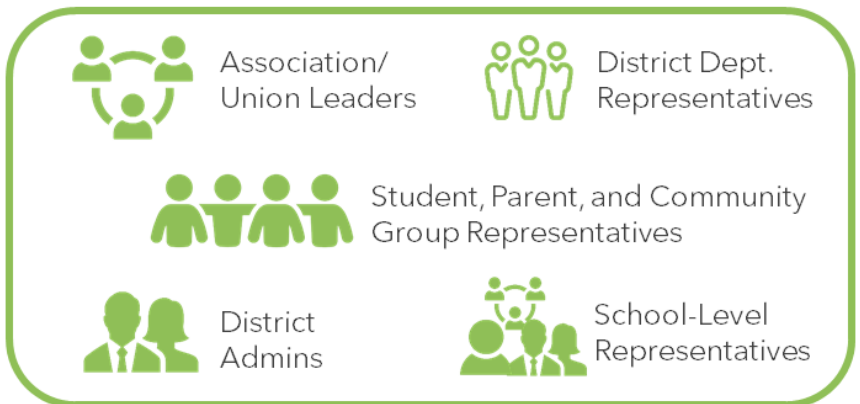 Association/
Union Leaders
District Dept.
Representatives
Student, Parent, and Community
Group Representatives
District
Admins
School-Level
Representatives